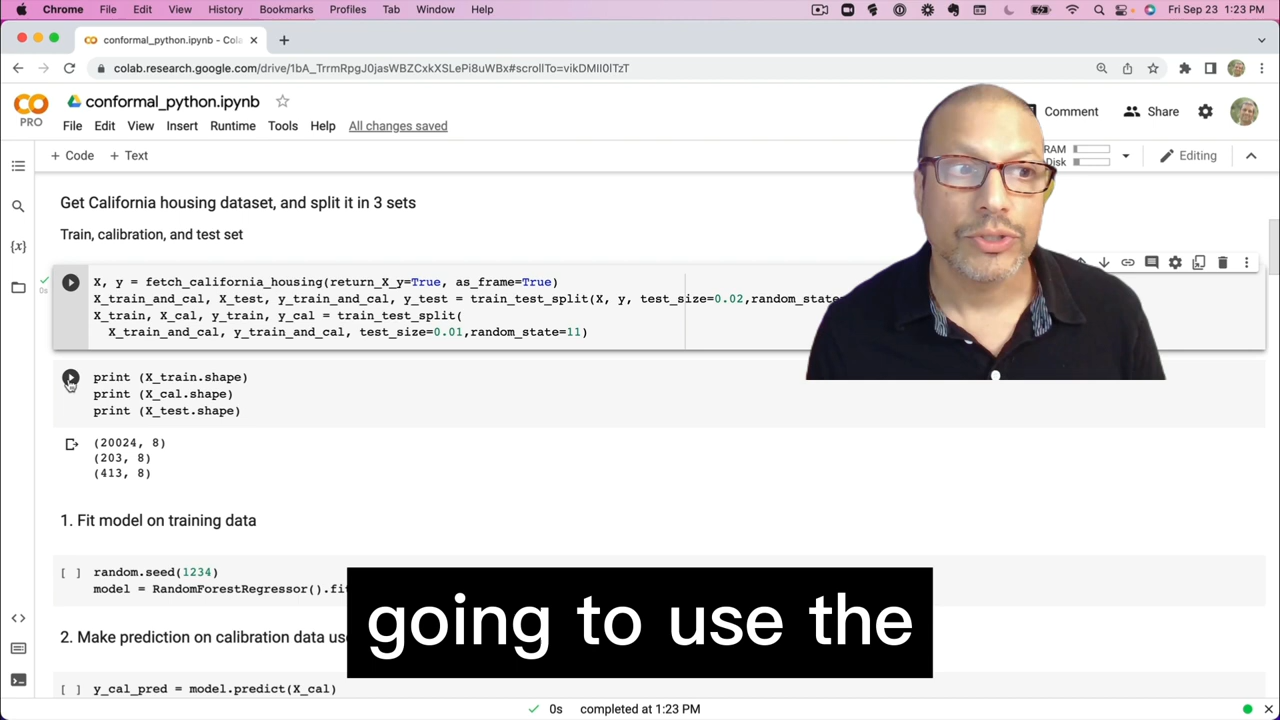 Chrome File Edit View History Bookmarks Profiles Tab Window Help Fri Sep 23 1:23 PM
conformal_python.ipynb - Cola
colab.research.google.com/drive/1bA_TrrmRpgJ0jasWBZCxkXSLePi8uWBx#scrollTo=vikDMlI0ITzT
conformal_python.ipynb
PRO
File Edit View Insert Runtime Tools Help All changes saved
Comment Share
+ Code + Text
RAM
Disk
Editing
Get California housing dataset, and split it in 3 sets
Train, calibration, and test set
0s
X, y = fetch_california_housing(return_X_y=True, as_frame=True)
X_train_and_cal, X_test, y_train_and_cal, y_test = train_test_split(X, y, test_size=0.02,random_state=
X_train, X_cal, y_train, y_cal = train_test_split(
X_train_and_cal, y_train_and_cal, test_size=0.01,random_state=11)
print (X_train.shape)
print (X_cal.shape)
print (X_test.shape)
(20024, 8)
(203, 8)
(413, 8)
1. Fit model on training data
[ ] random.seed(1234)
model = RandomForestRegressor().fi
going to use the
2. Make prediction on calibration data us
[ ] y_cal_pred = model.predict(X_cal)
0s completed at 1:23 PM